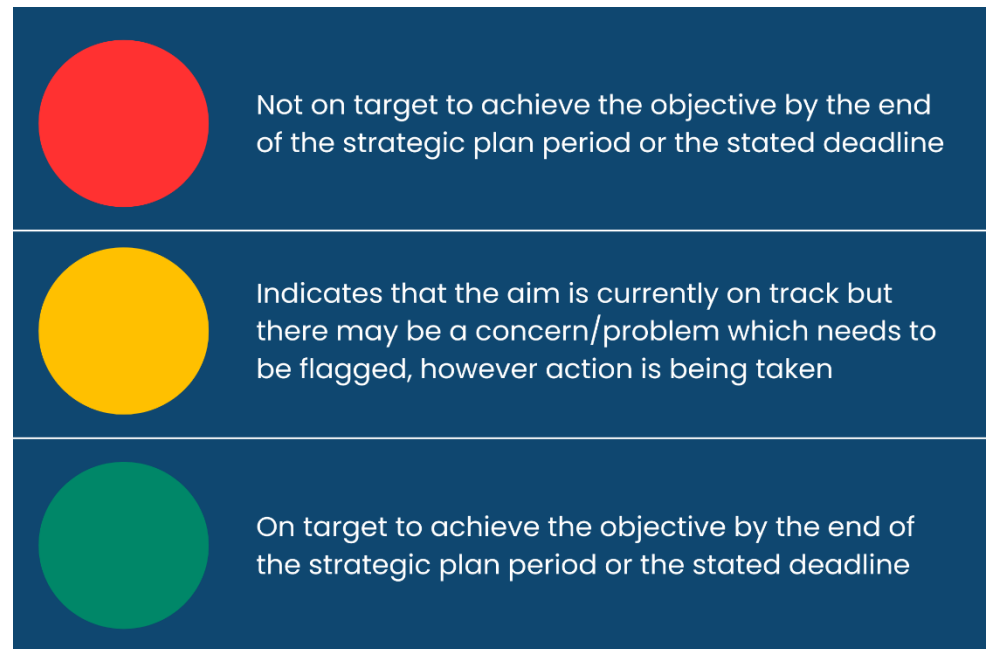 Not on target to achieve the objective by the end
of the strategic plan period or the stated deadline
Indicates that the aim is currently on track but
there may be a concern/problem which needs to
be flagged, however action is being taken
On target to achieve the objective by the end of
the strategic plan period or the stated deadline